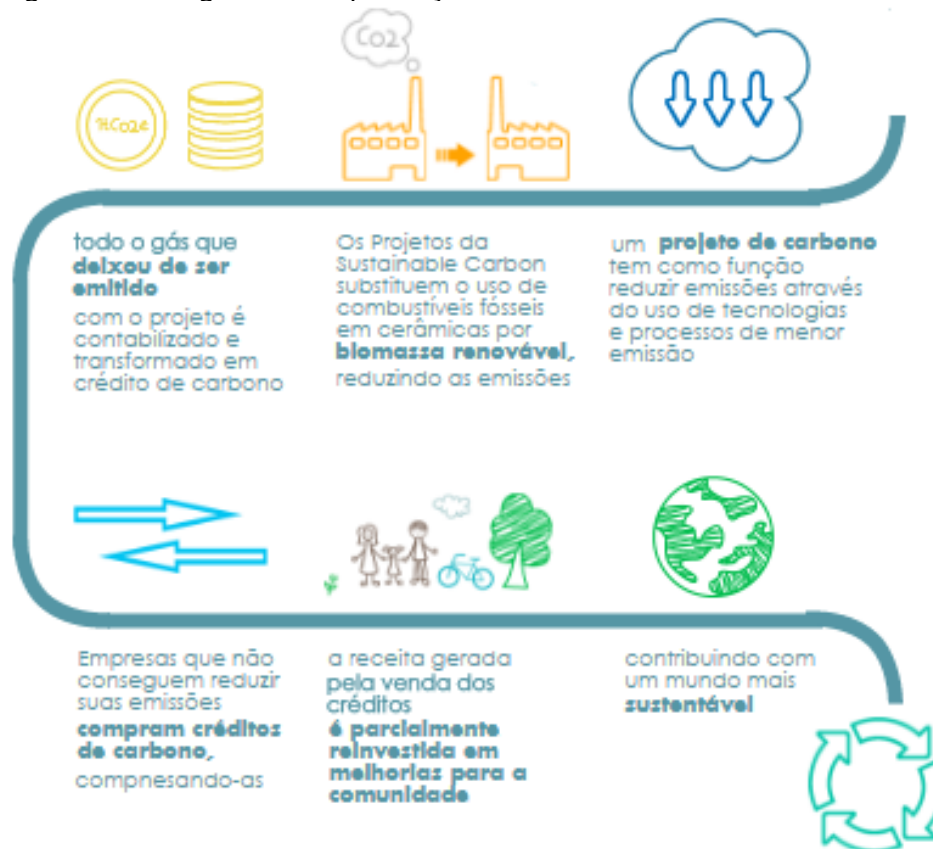 Co2
1tCo2e
todo o gás que
deixou de ser
emitido
com o projeto é
contabilizado e
transformado em
crédito de carbono
Os Projetos da
Sustainable Carbon
substituem o uso de
combustíveis fósseis
em cerâmicas por
biomassa renovável,
reduzindo as emissões
um projeto de carbono
tem como função
reduzir emissões através
do uso de tecnologias
e processos de menor
emissão
Empresas que não
conseguem reduzir
suas emissões
compram créditos
de carbono,
compnesando-as
a receita gerada
pela venda dos
créditos
é parcialmente
reinvestida em
melhorias para a
comunidade
contribuindo com
um mundo mais
sustentável